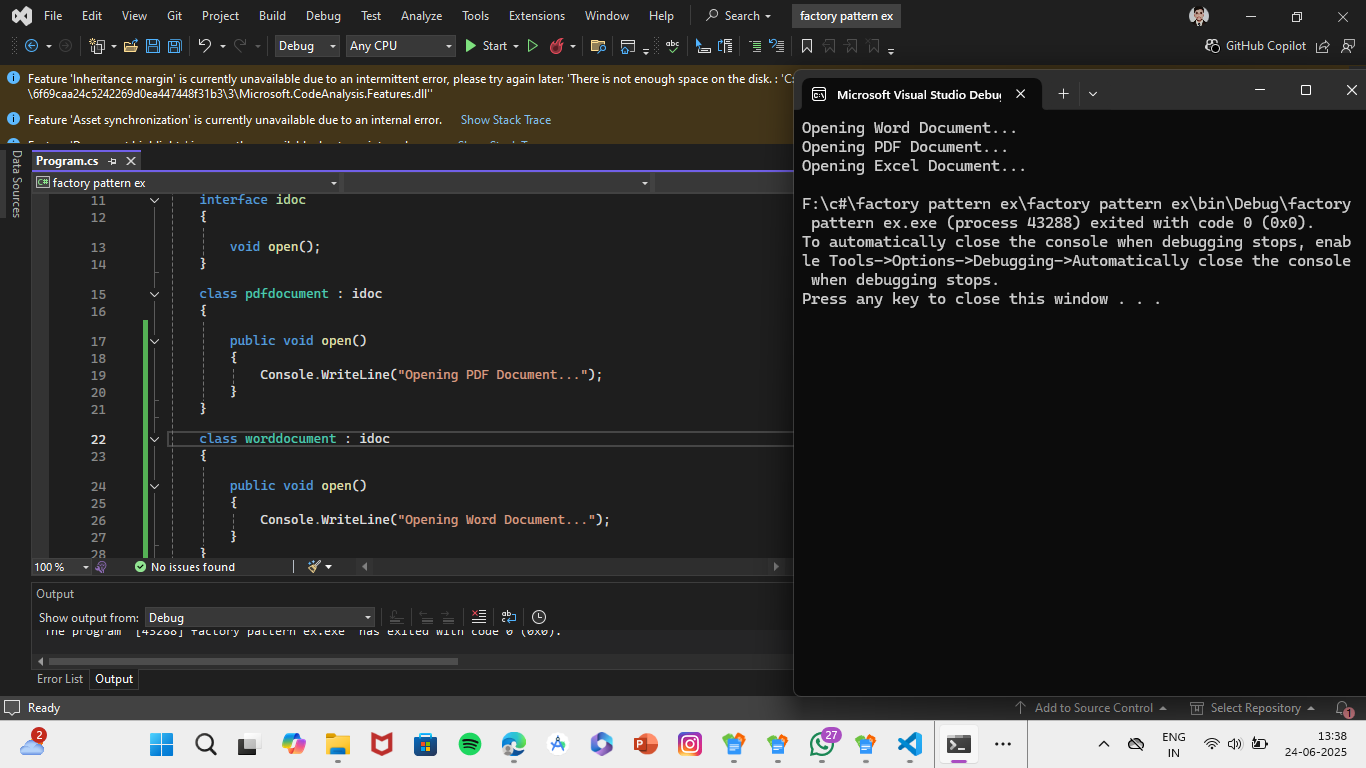 File Edit View Git Project Build Debug Test Analyze Tools Extensions Window Help Search factory pattern ex
Debug Any CPU Start GitHub Copilot
Feature 'Inheritance margin' is currently unavailable due to an intermittent error, please try again later: 'There is not enough space on the disk. : 'C:
\6f69caa24c5242269d0ea447448f31b3\3\Microsoft.CodeAnalysis.Features.dll''
Feature 'Asset synchronization' is currently unavailable due to an internal error. Show Stack Trace
Data Sources
Program.cs
factory pattern ex
11 interface idoc
12 {
13 void open();
14 }
15 class pdfdocument : idoc
16 {
17 public void open()
18 {
19 Console.WriteLine("Opening PDF Document...");
20 }
21 }
22 class worddocument : idoc
23 {
24 public void open()
25 {
26 Console.WriteLine("Opening Word Document...");
27 }
28 }
100 % No issues found
Output
Show output from: Debug
The program '[43288] factory pattern ex.exe' has exited with code 0 (0x0).
Error List Output
Ready Add to Source Control Select Repository 1
Microsoft Visual Studio Debug
Opening Word Document...
Opening PDF Document...
Opening Excel Document...
F:\c#\factory pattern ex\factory pattern ex\bin\Debug\factory
pattern ex.exe (process 43288) exited with code 0 (0x0).
To automatically close the console when debugging stops, enab
le Tools->Options->Debugging->Automatically close the console
when debugging stops.
Press any key to close this window . . .
2
27
ENG
IN
13:38
24-06-2025